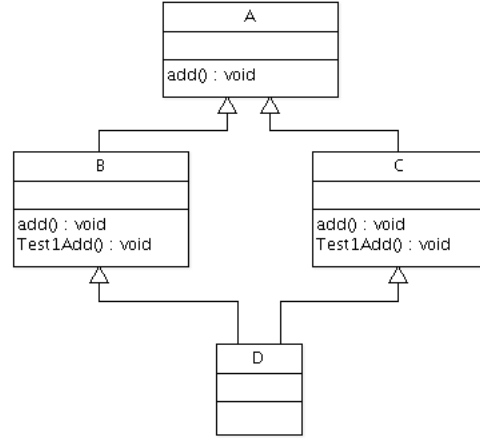 A
add() : void
B
add() : void
Test1Add() : void
C
add() : void
Test1Add() : void
D